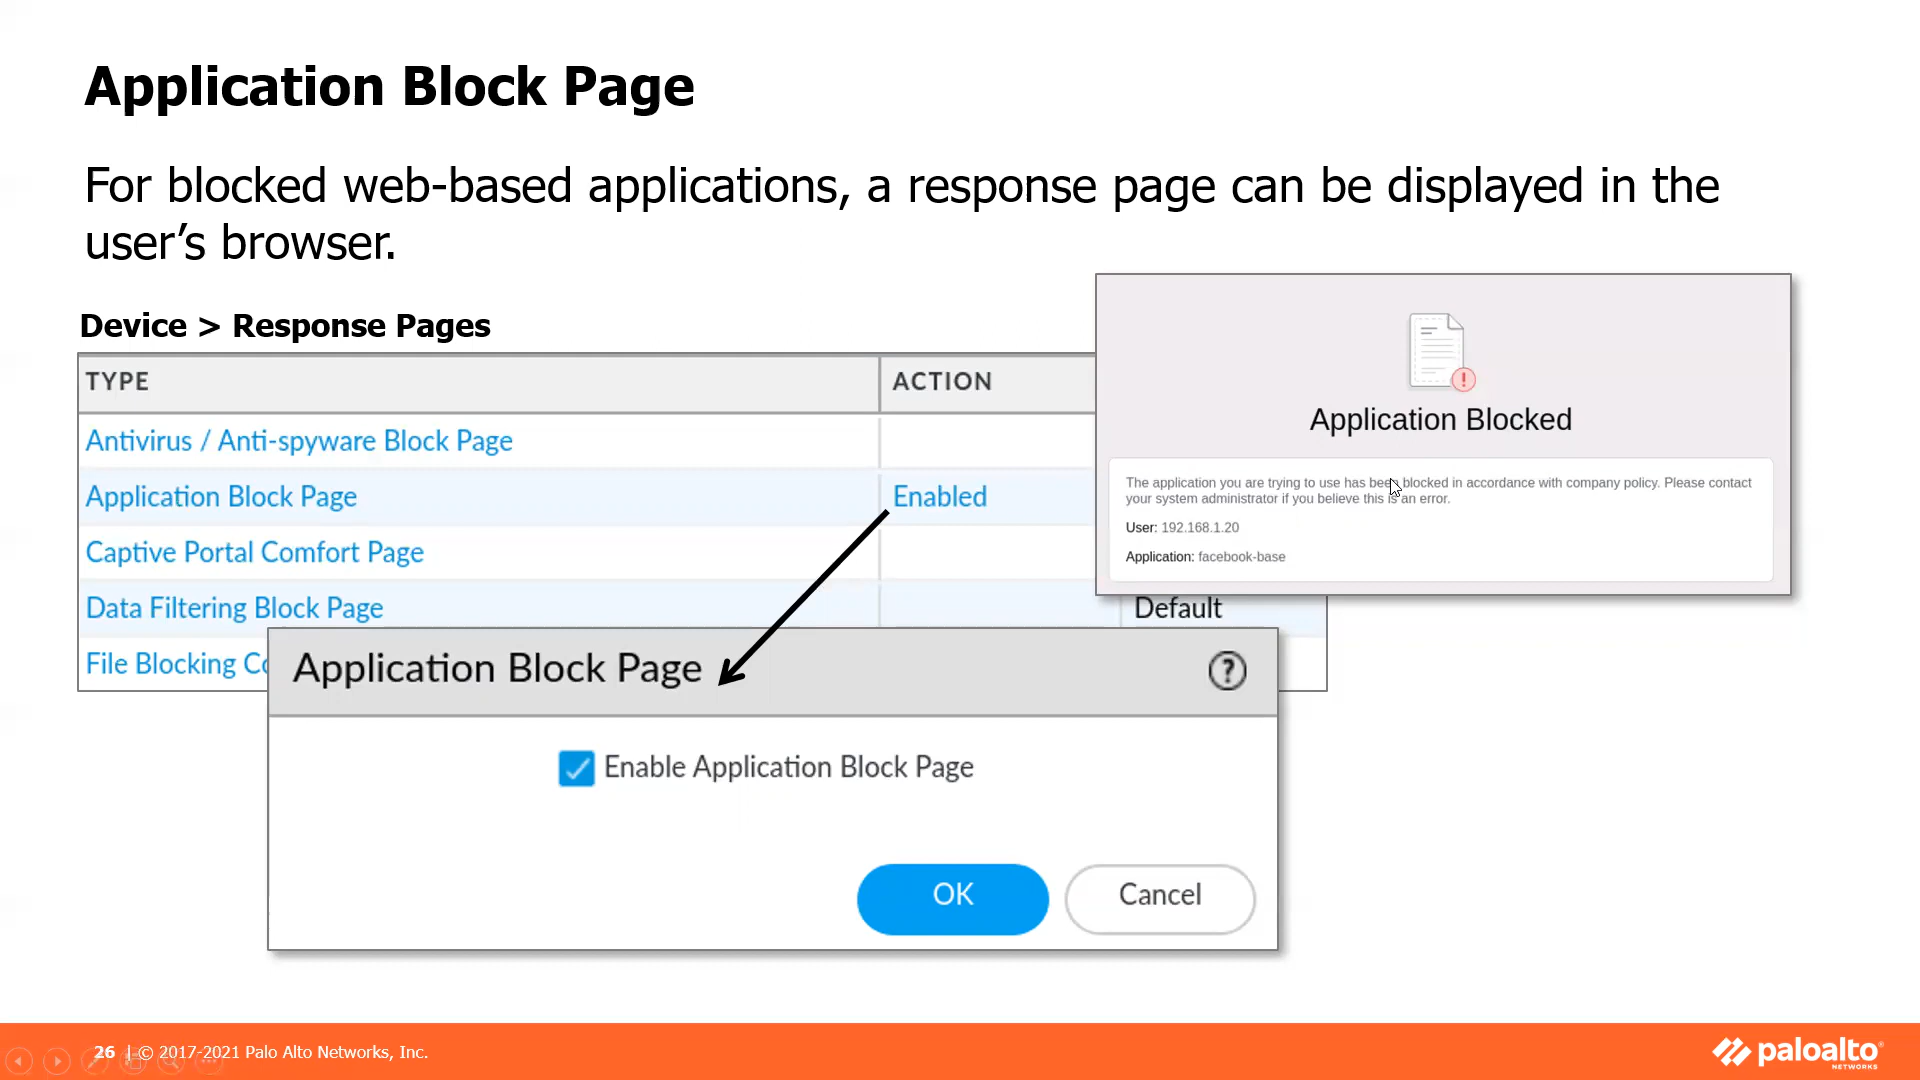 Application Block Page
For blocked web-based applications, a response page can be displayed in the
user’s browser.
Device > Response Pages
TYPE
ACTION
Antivirus / Anti-spyware Block Page
Application Block Page
Enabled
Captive Portal Comfort Page
Data Filtering Block Page
Default
File Blocking
Application Blocked
The application you are trying to use has been blocked in accordance with company policy. Please contact
your system administrator if you believe this is an error.
User: 192.168.1.20
Application: facebook-base
Application Block Page
?
Enable Application Block Page
OK
Cancel
26 | © 2017-2021 Palo Alto Networks, Inc.
paloalto®
NETWORKS